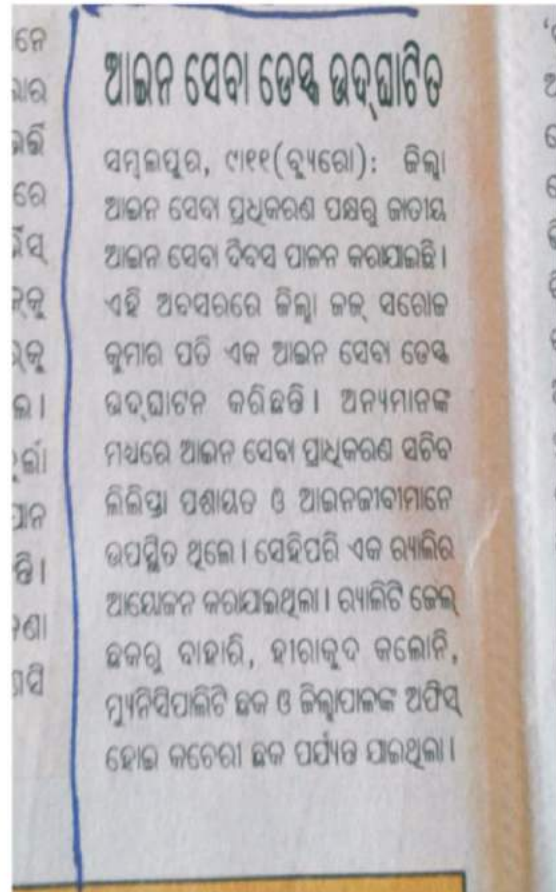 ଆଇନ ସେବା ଡେସ୍କ ଉଦ୍‌ଘାଟିତ
ସମ୍ବଲପୁର, ୯।୧୧(ବ୍ୟୁରୋ): ଜିଲ୍ଲା
ଆଇନ ସେବା ପ୍ରାଧିକରଣ ପକ୍ଷରୁ ଜାତୀୟ
ଆଇନ ସେବା ଦିବସ ପାଳନ କରାଯାଇଛି।
ଏହି ଅବସରରେ ଜିଲ୍ଲା ଜଜ୍ ସରୋଜ
କୁମାର ପତି ଏକ ଆଇନ ସେବା ଡେସ୍କ
ଉଦ୍‌ଘାଟନ କରିଛନ୍ତି। ଅନ୍ୟମାନଙ୍କ
ମଧ୍ୟରେ ଆଇନ ସେବା ପ୍ରାଧିକରଣ ସଚିବ
ଲିଲିପ୍ତା ପଶାୟତ ଓ ଆଇନଜୀବୀମାନେ
ଉପସ୍ଥିତ ଥିଲେ। ସେହିପରି ଏକ ର‍୍ୟାଲିର
ଆୟୋଜନ କରାଯାଇଥିଲା। ର‍୍ୟାଲିଟି ଜେଲ୍
ଛକରୁ ବାହାରି, ହୀରାକୁଦ କଲୋନି,
ମ୍ୟୁନିସିପାଲିଟି ଛକ ଓ ଜିଲ୍ଲାପାଳଙ୍କ ଅଫିସ୍
ହୋଇ କଚେରୀ ଛକ ପର୍ଯ୍ୟନ୍ତ ଯାଇଥିଲା।